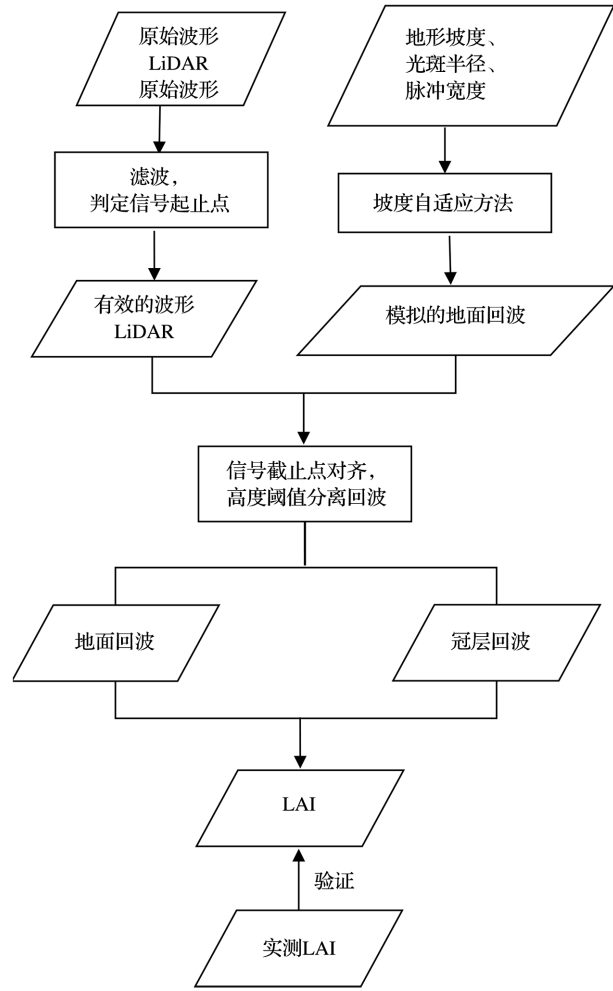 原始波形
LiDAR
原始波形
地形坡度、
光斑半径、
脉冲宽度
滤波，
判定信号起止点
坡度自适应方法
有效的波形
LiDAR
模拟的地面回波
信号截止点对齐，
高度阈值分离回波
地面回波
冠层回波
LAI
验证
实测LAI